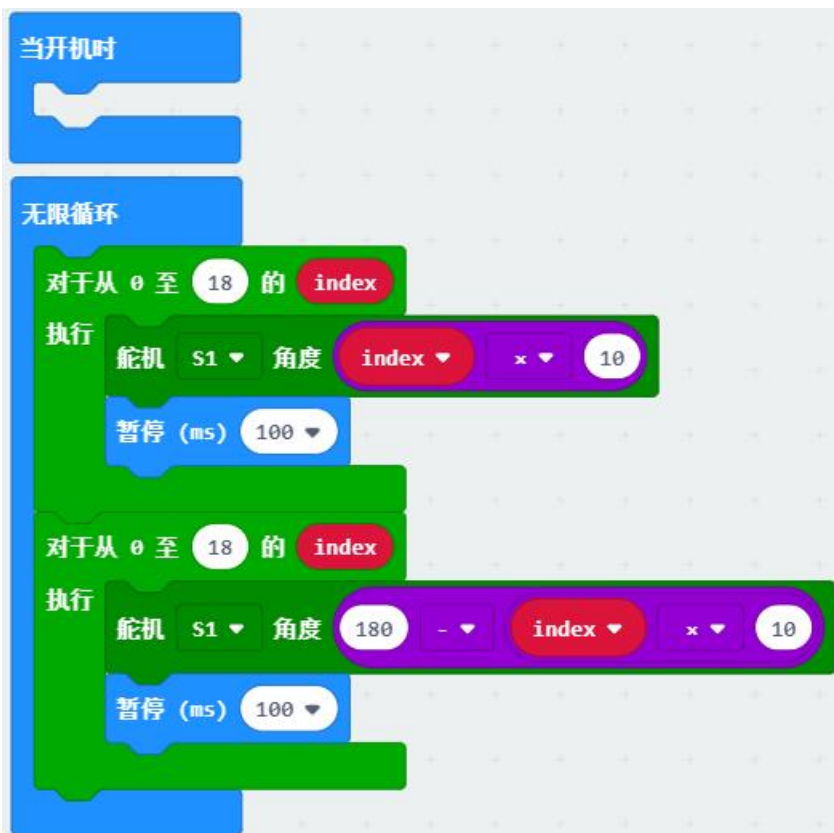 当开机时
无限循环
对于从 0 至 18 的 index
执行
舵机 S1 角度 index × 10
暂停 (ms) 100
对于从 0 至 18 的 index
执行
舵机 S1 角度 180 - index × 10
暂停 (ms) 100